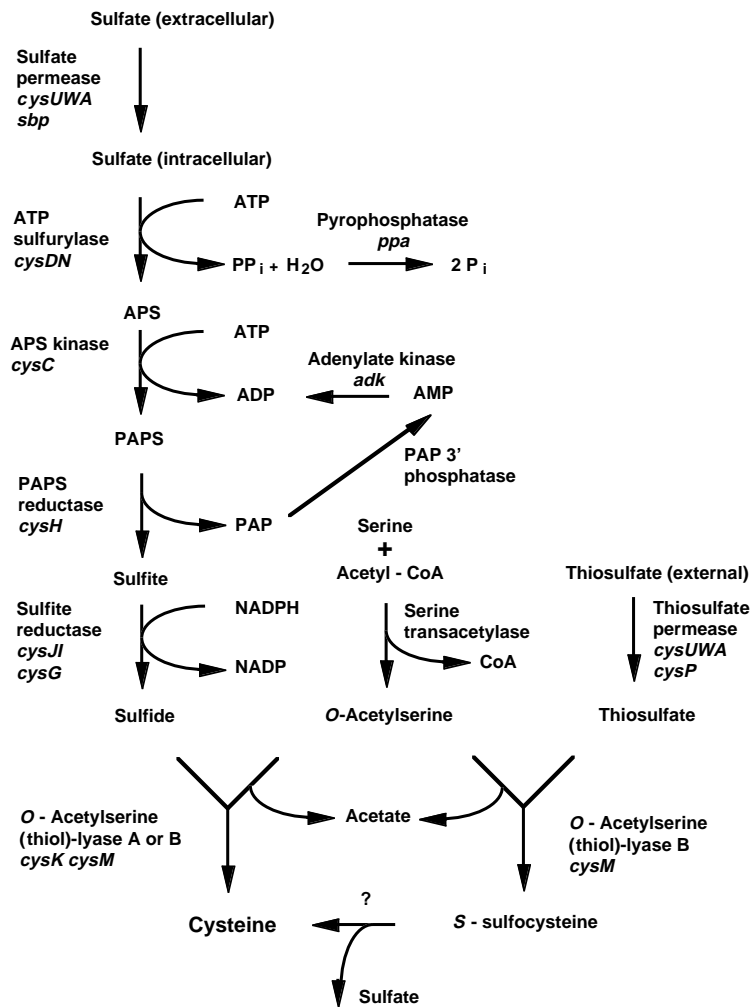 Sulfate (extracellular)
Sulfate
permease
cysUWA
sbp
Sulfate (intracellular)
ATP
sulfurylase
cysDN
ATP
PPi + H2O
Pyrophosphatase
ppa
2 Pi
APS
APS kinase
cysC
ATP
ADP
Adenylate kinase
adk
AMP
PAPS
PAP 3’
phosphatase
PAPS
reductase
cysH
PAP
Serine
+
Acetyl - CoA
Sulfite
Thiosulfate (external)
Sulfite
reductase
cysJI
cysG
NADPH
NADP
Serine
transacetylase
CoA
Thiosulfate
permease
cysUWA
cysP
Sulfide
O-Acetylserine
Thiosulfate
O - Acetylserine
(thiol)-lyase A or B
cysK cysM
Acetate
O - Acetylserine
(thiol)-lyase B
cysM
?
Cysteine
S - sulfocysteine
Sulfate